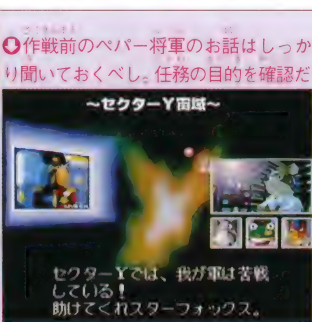 ⬇作戦前のペパー将軍のお話はしっか
り聞いておくべし。任務の目的を確認だ
～セクターY宙域～
セクターYでは、我が軍は苦戦
している！
助けてくれスターフォックス。